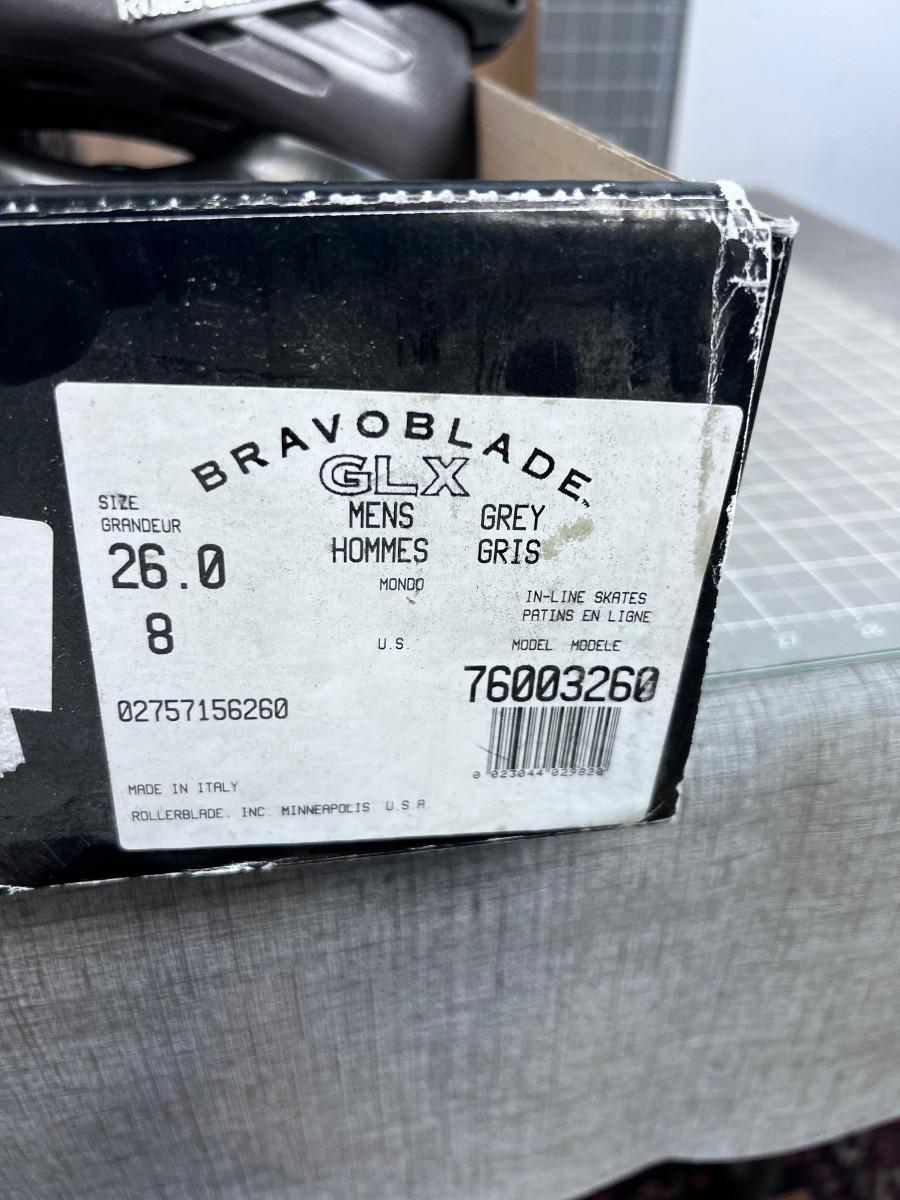 BRAVOBLADE™
GLX
SIZE
GRANDEUR
MENS GREY
HOMMES GRIS
26.0
MONDO
IN-LINE SKATES
PATINS EN LIGNE
8
U.S.
MODEL MODELE
76003260
02757156260
MADE IN ITALY
ROLLERBLADE. INC. MINNEAPOLIS U.S.A.